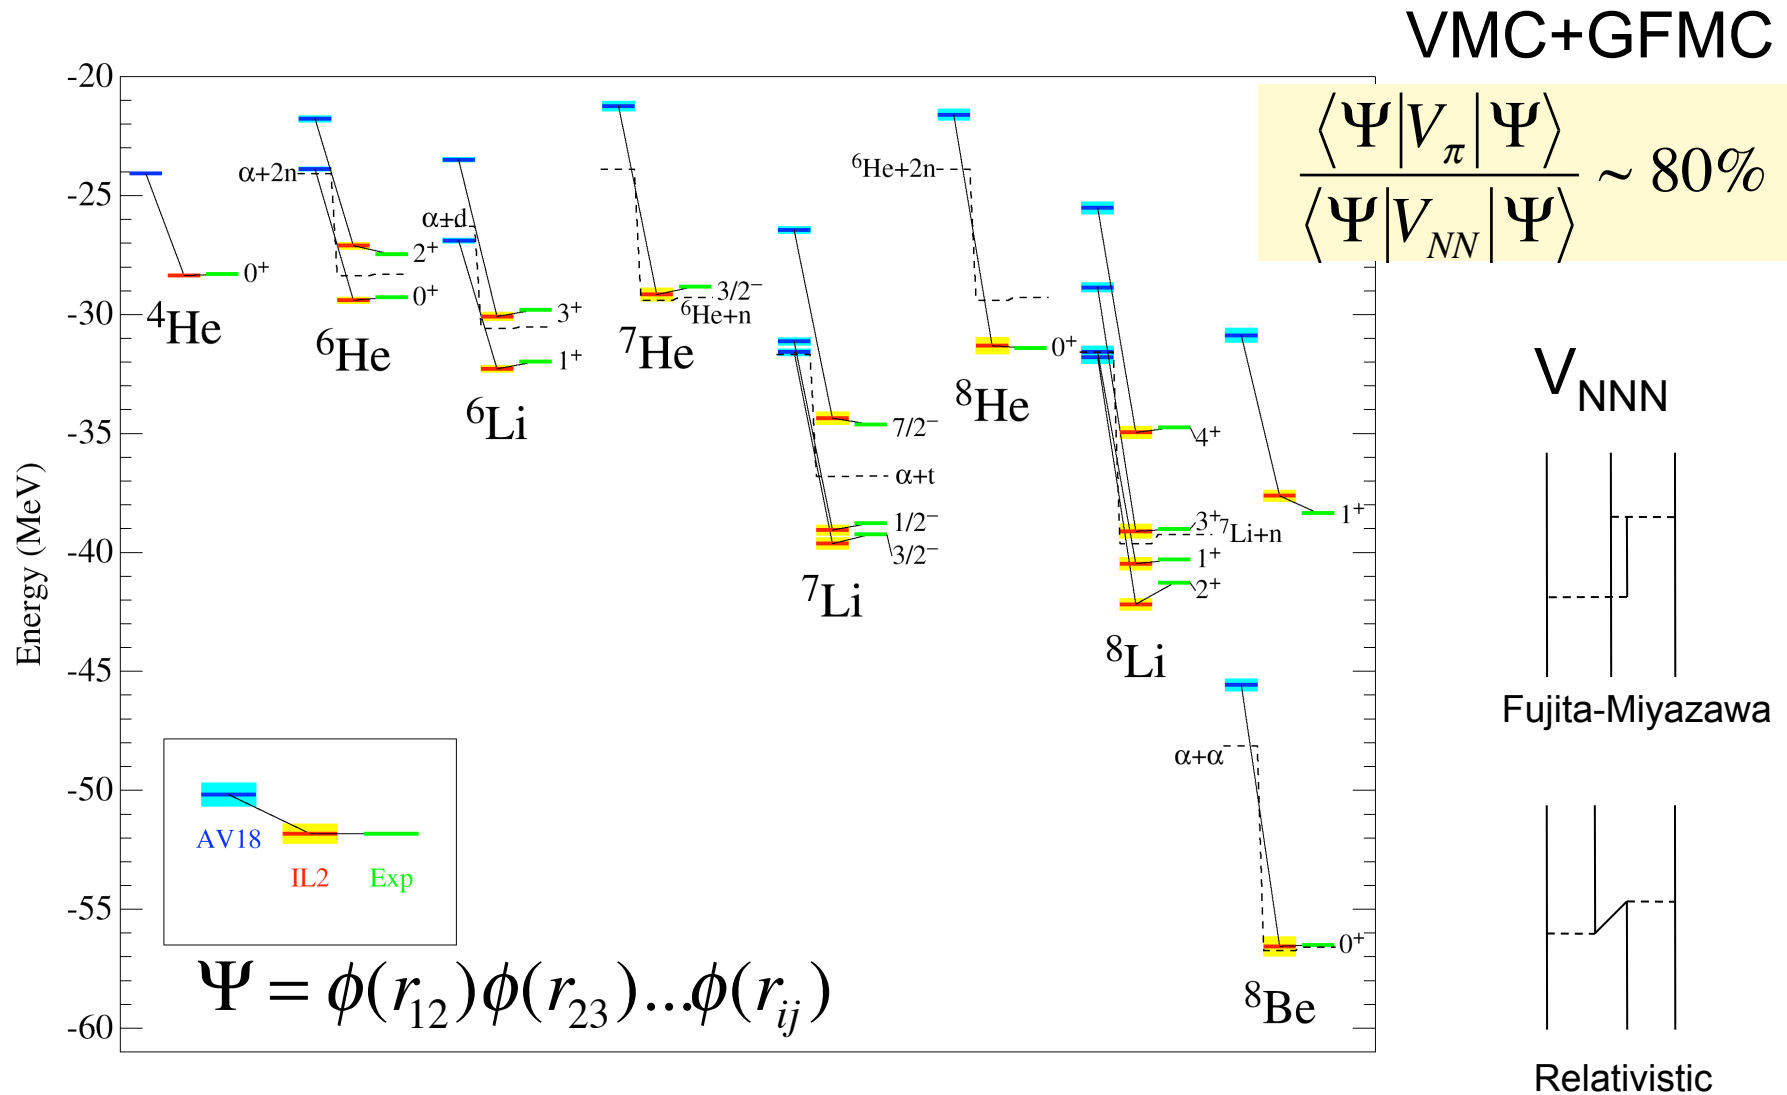 VMC+GFMC
⟨Ψ|Vπ|Ψ⟩
⟨Ψ|V_NN|Ψ⟩ ~ 80%
Energy (MeV)
-20
-25
-30
-35
-40
-45
-50
-55
-60
0⁺
⁴He
α+2n
2⁺
0⁺
⁶He
α+d
3⁺
1⁺
⁶Li
3/2⁻
⁶He+n
⁷He
7/2⁻
α+t
1/2⁻
3/2⁻
⁷Li
⁶He+2n
0⁺
⁸He
4⁺
3⁺
⁷Li+n
1⁺
2⁺
⁸Li
1⁺
α+α
0⁺
⁸Be
AV18
IL2
Exp
Ψ = ϕ(r₁₂)ϕ(r₂₃)...ϕ(r_ij)
V_NNN
Fujita-Miyazawa
Relativistic